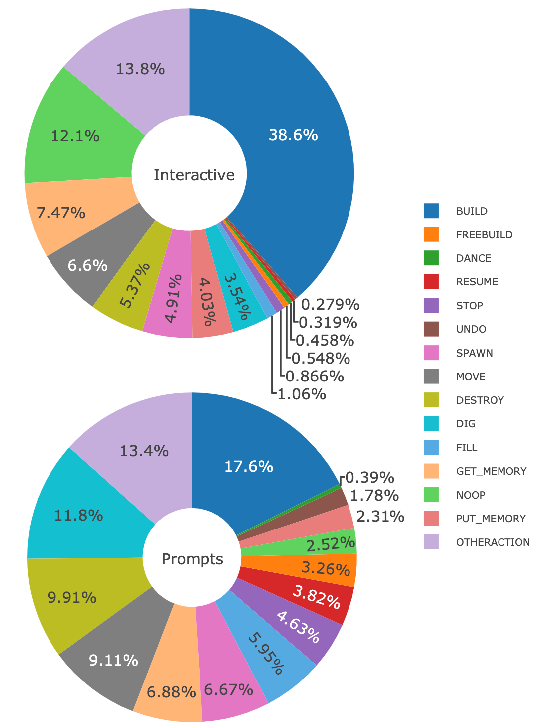 13.8%
38.6%
12.1%
Interactive
7.47%
6.6%
5.37%
4.91%
4.03%
3.54%
0.279%
0.319%
0.458%
0.548%
0.866%
1.06%
BUILD
FREEBUILD
DANCE
RESUME
STOP
UNDO
SPAWN
MOVE
DESTROY
DIG
FILL
GET_MEMORY
NOOP
PUT_MEMORY
OTHERACTION
13.4%
17.6%
0.39%
1.78%
2.31%
11.8%
2.52%
Prompts
3.26%
9.91%
3.82%
4.63%
5.95%
9.11%
6.88%
6.67%